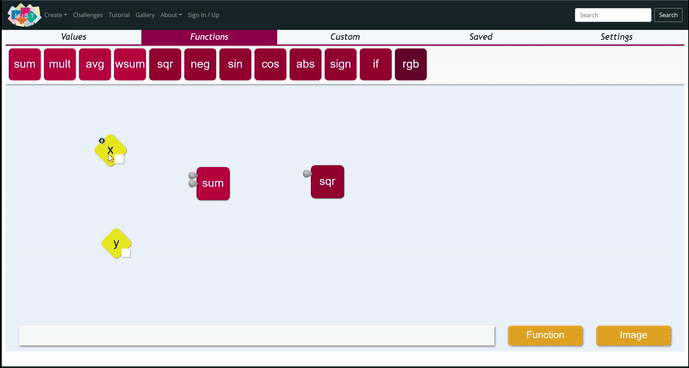 MIST Create Challenges Tutorial Gallery About Sign In / Up Search Search
Values Functions Custom Saved Settings
sum mult avg wsum sqr neg sin cos abs sign if rgb
x
sum sqr
y
Function Image